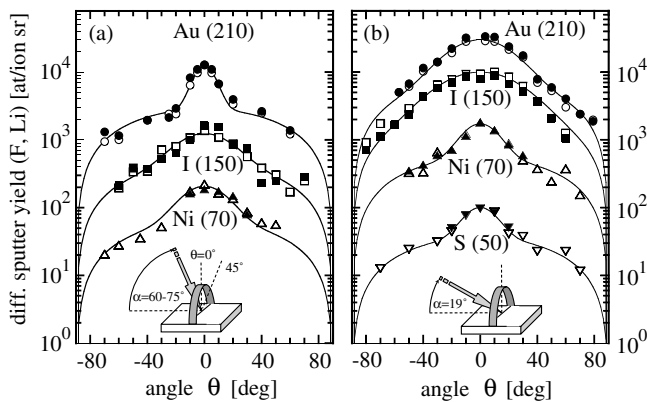 (a) Au (210)
I (150)
Ni (70)
θ=0°
45°
α=60-75°
(b) Au (210)
I (150)
Ni (70)
S (50)
α=19°
diff. sputter yield (F, Li) [at/ion sr]
10^4
10^3
10^2
10^1
10^0
10^4
10^3
10^2
10^1
10^0
-80 -40 0 40 80
-80 -40 0 40 80
angle θ [deg]
angle θ [deg]